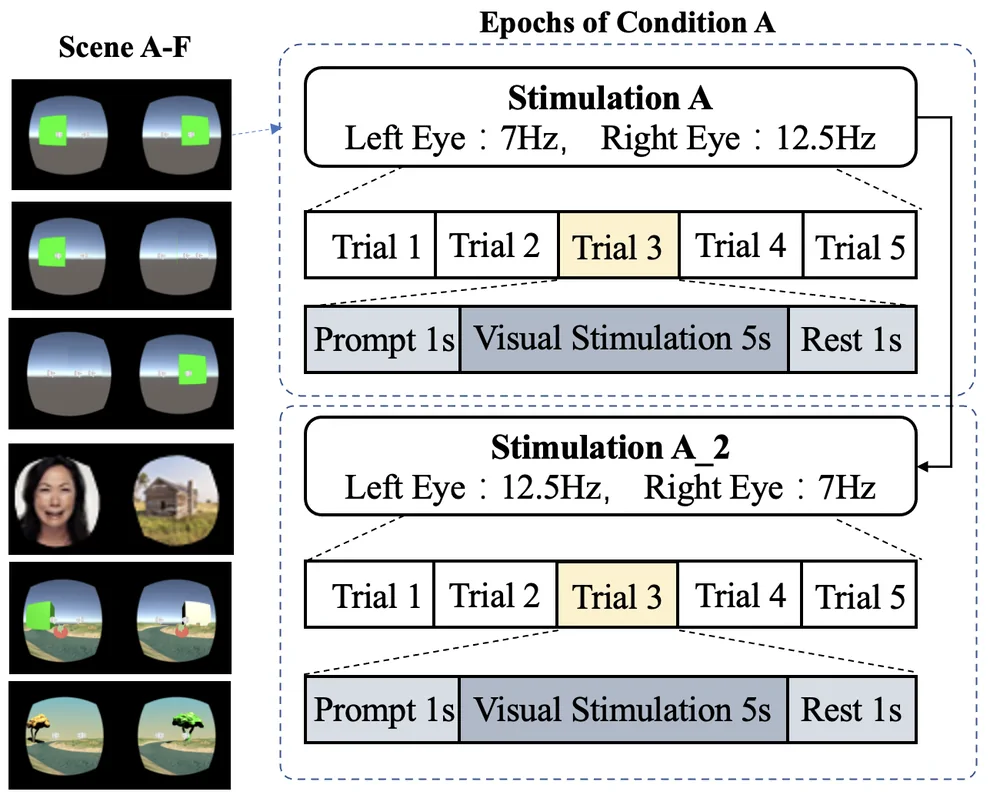 Scene A-F
Epochs of Condition A
Stimulation A
Left Eye：7Hz, Right Eye：12.5Hz
Trial 1 Trial 2 Trial 3 Trial 4 Trial 5
Prompt 1s Visual Stimulation 5s Rest 1s
Stimulation A_2
Left Eye：12.5Hz, Right Eye：7Hz
Trial 1 Trial 2 Trial 3 Trial 4 Trial 5
Prompt 1s Visual Stimulation 5s Rest 1s